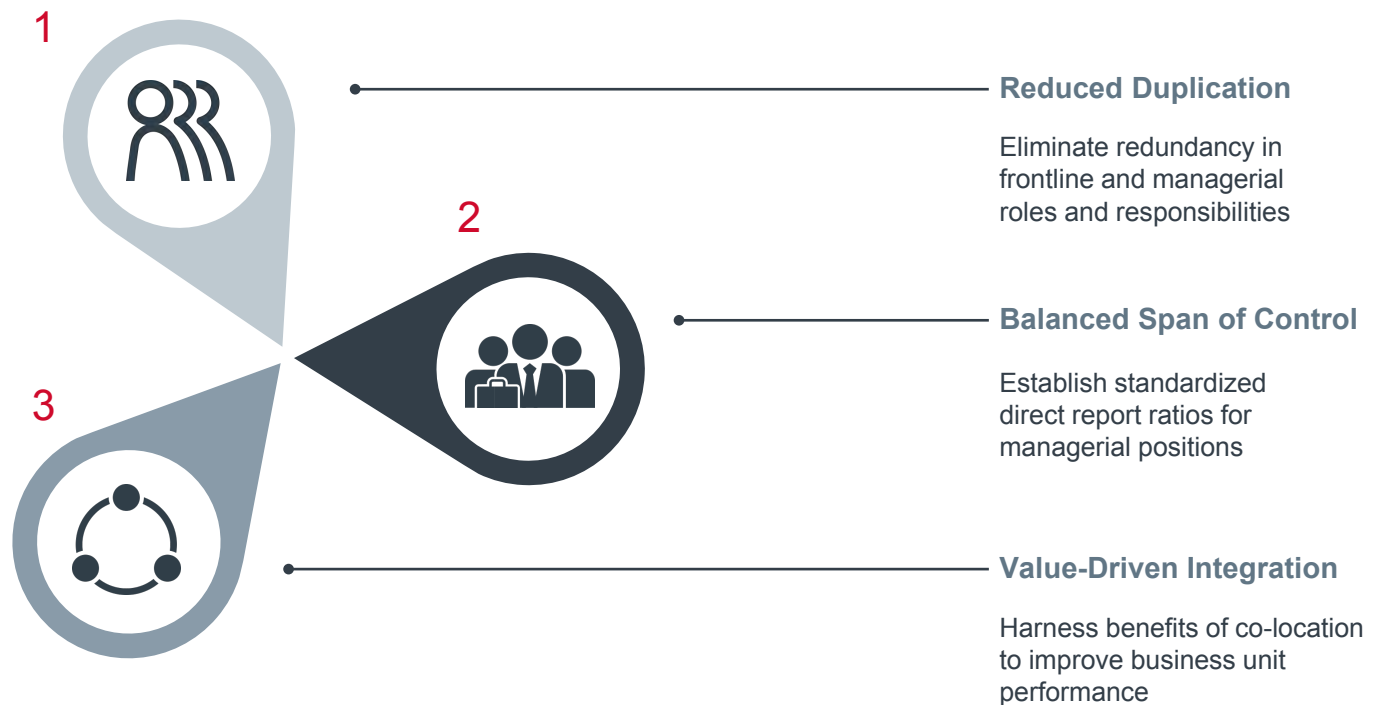 1
Reduced Duplication
Eliminate redundancy in
frontline and managerial
roles and responsibilities
2
Balanced Span of Control
Establish standardized
direct report ratios for
managerial positions
3
Value-Driven Integration
Harness benefits of co-location
to improve business unit
performance